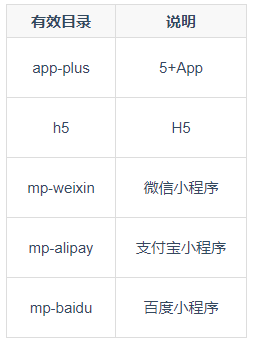 有效目录 说明
app-plus 5+App
h5 H5
mp-weixin 微信小程序
mp-alipay 支付宝小程序
mp-baidu 百度小程序